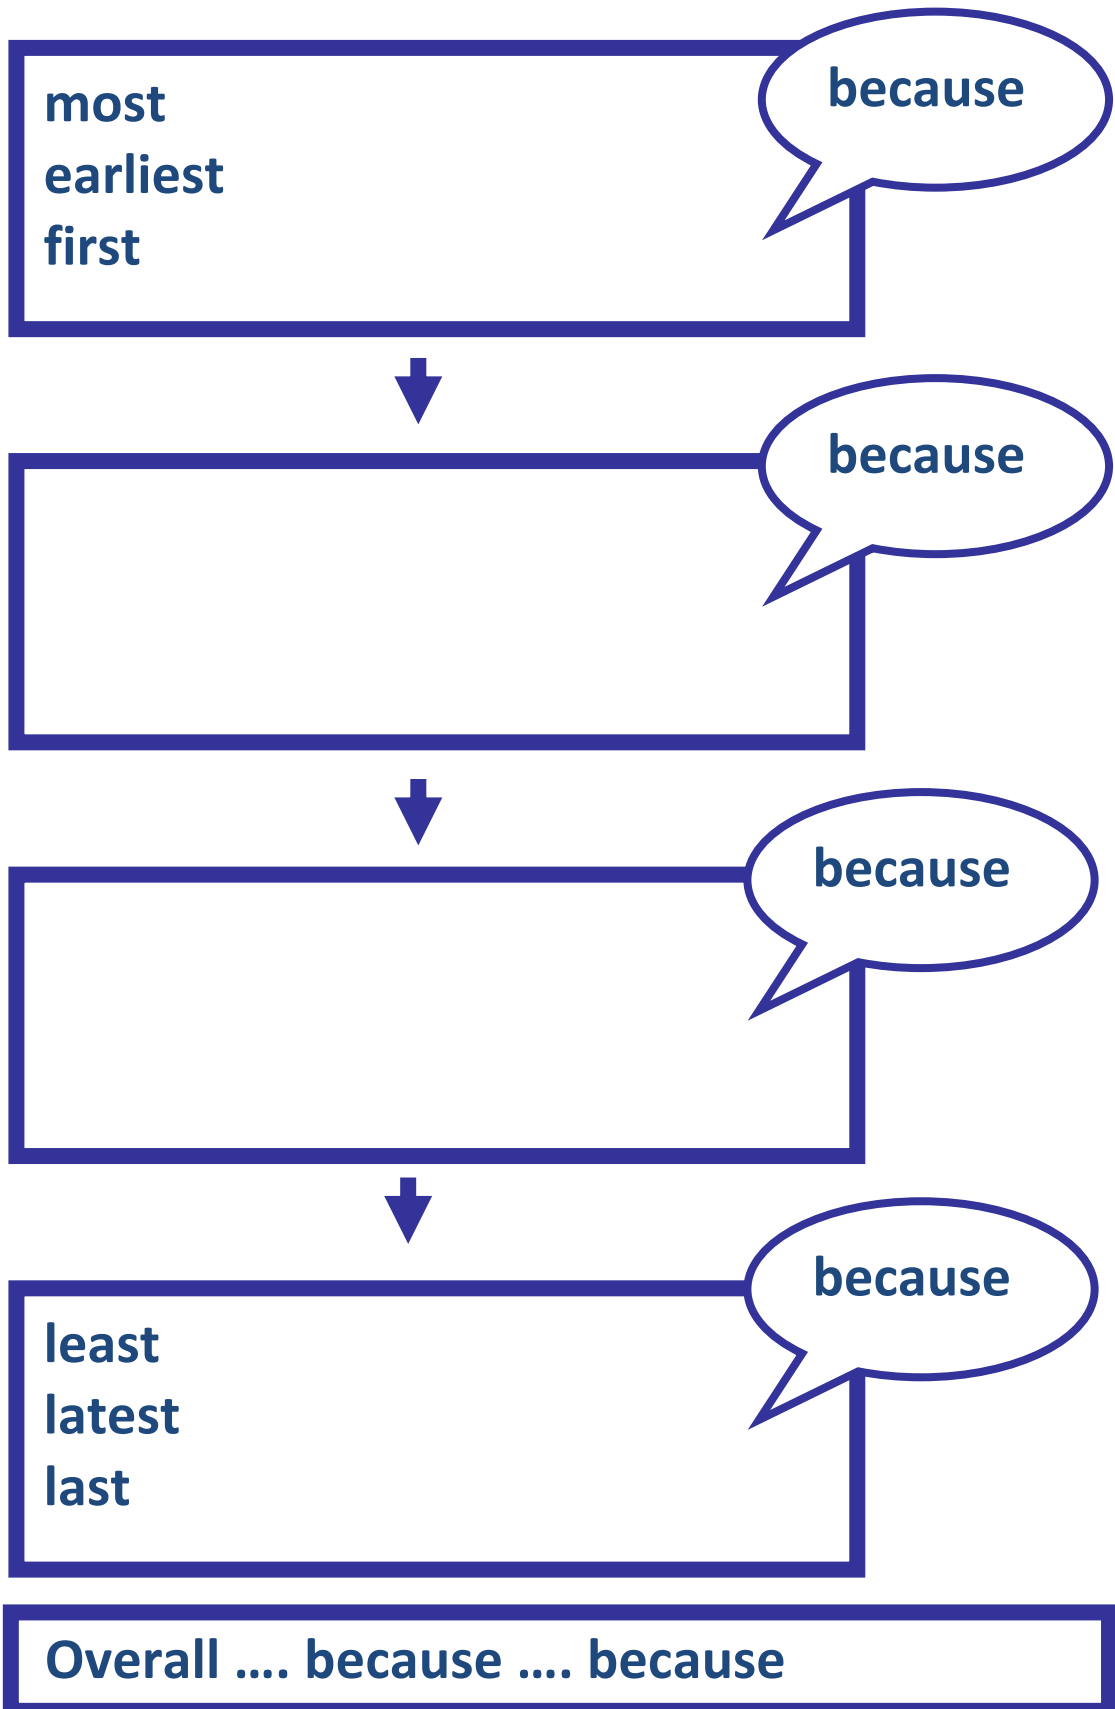 because
most
earliest
first
because
because
because
least
latest
last
Overall .... because .... because